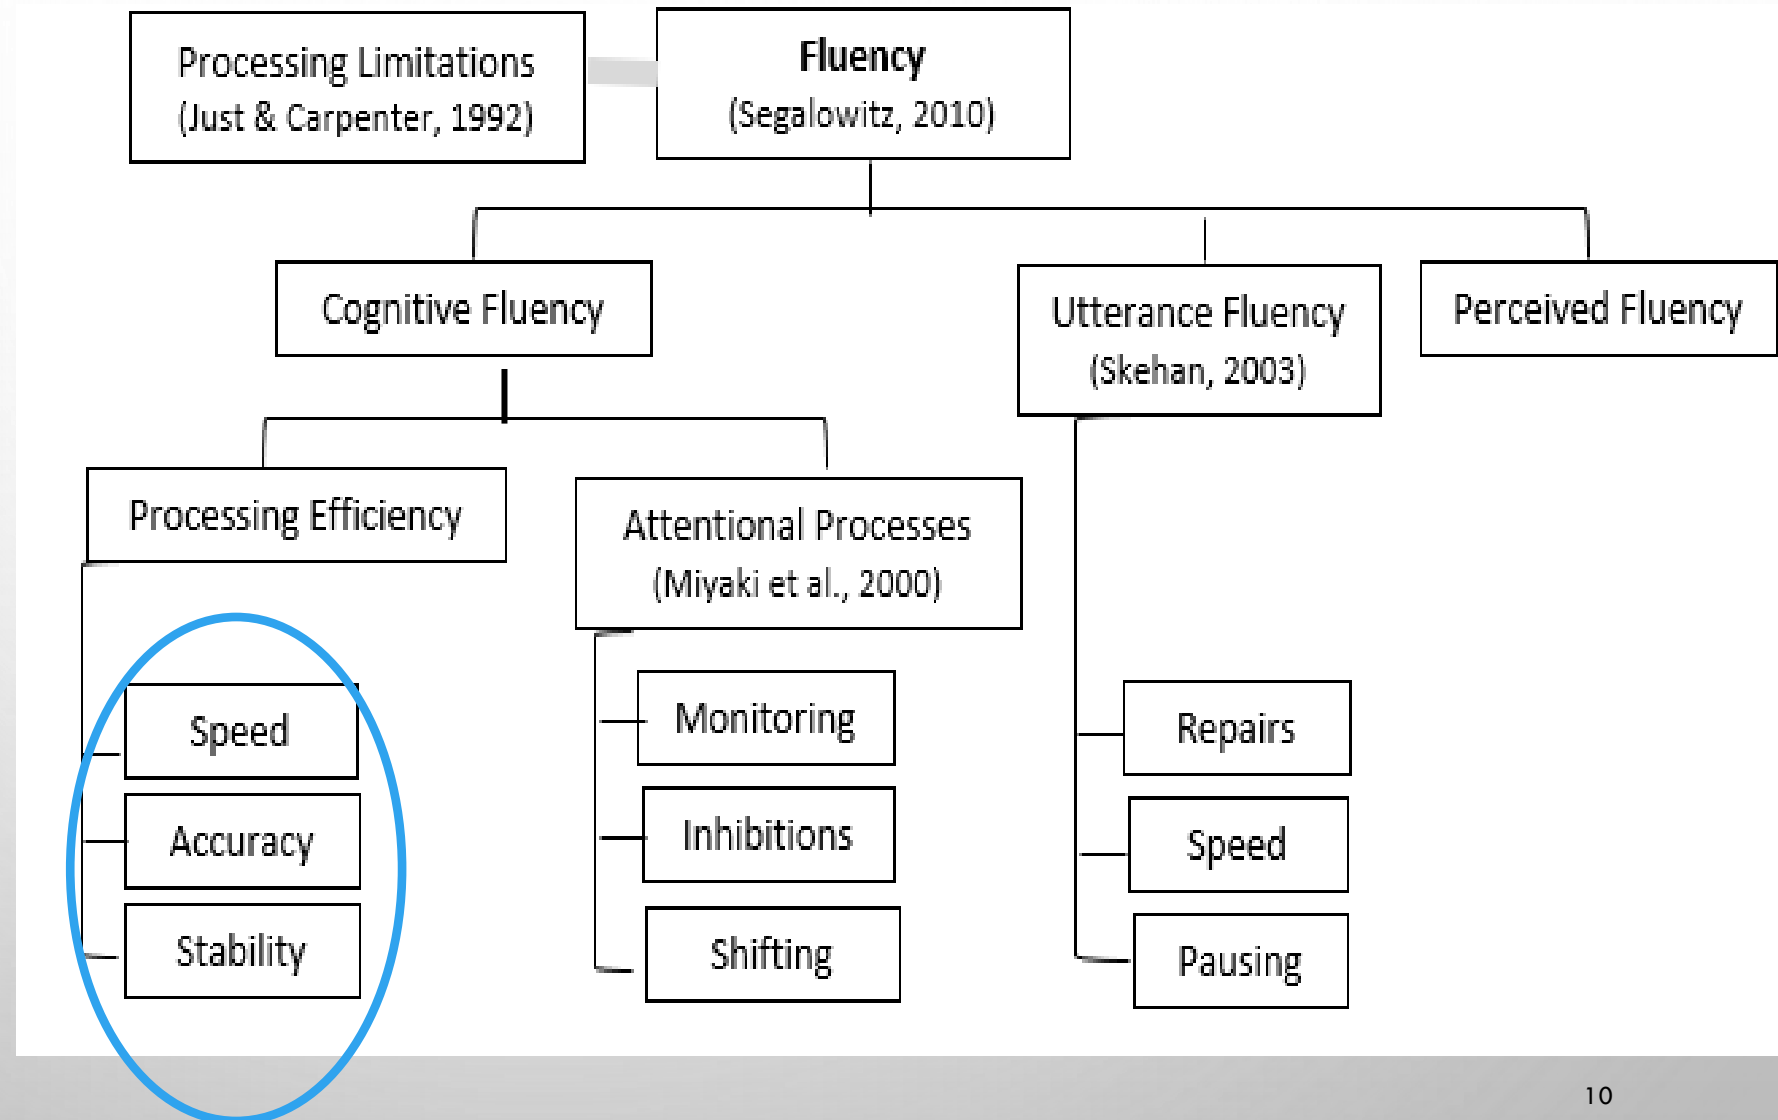 Processing Limitations
(Just & Carpenter, 1992)
Fluency
(Segalowitz, 2010)
Cognitive Fluency
Utterance Fluency
(Skehan, 2003)
Perceived Fluency
Processing Efficiency
Attentional Processes
(Miyaki et al., 2000)
Speed
Accuracy
Stability
Monitoring
Inhibitions
Shifting
Repairs
Speed
Pausing
10